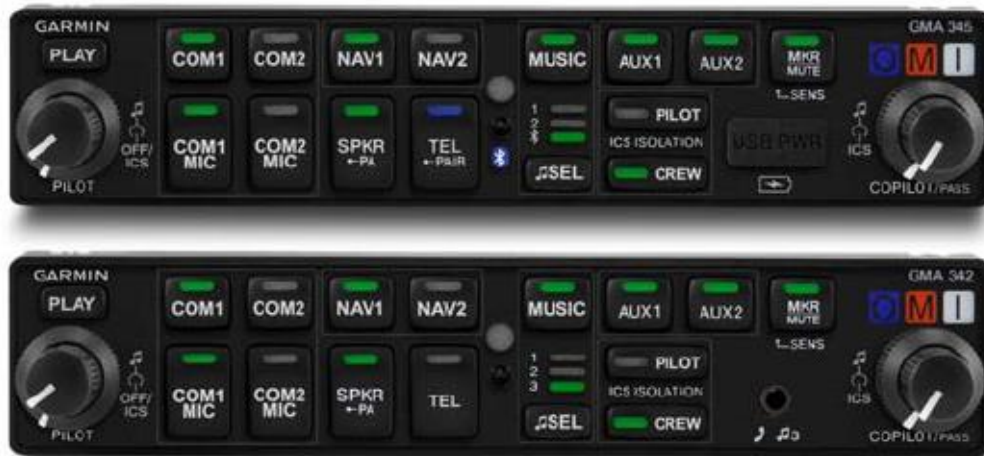 GARMIN GMA 345
PLAY COM1 COM2 NAV1 NAV2 MUSIC AUX1 AUX2 MKR MUTE O M I
SENS
OFF/ICS COM1 MIC COM2 MIC SPKR ←PA TEL ←PAIR 1 2 PILOT USB PWR ICS
ICS ISOLATION
SEL CREW
PILOT COPILOT/PASS
GARMIN GMA 342
PLAY COM1 COM2 NAV1 NAV2 MUSIC AUX1 AUX2 MKR MUTE O M I
SENS
OFF/ICS COM1 MIC COM2 MIC SPKR ←PA TEL 1 2 3 PILOT ICS
ICS ISOLATION
SEL CREW 3
PILOT COPILOT/PASS